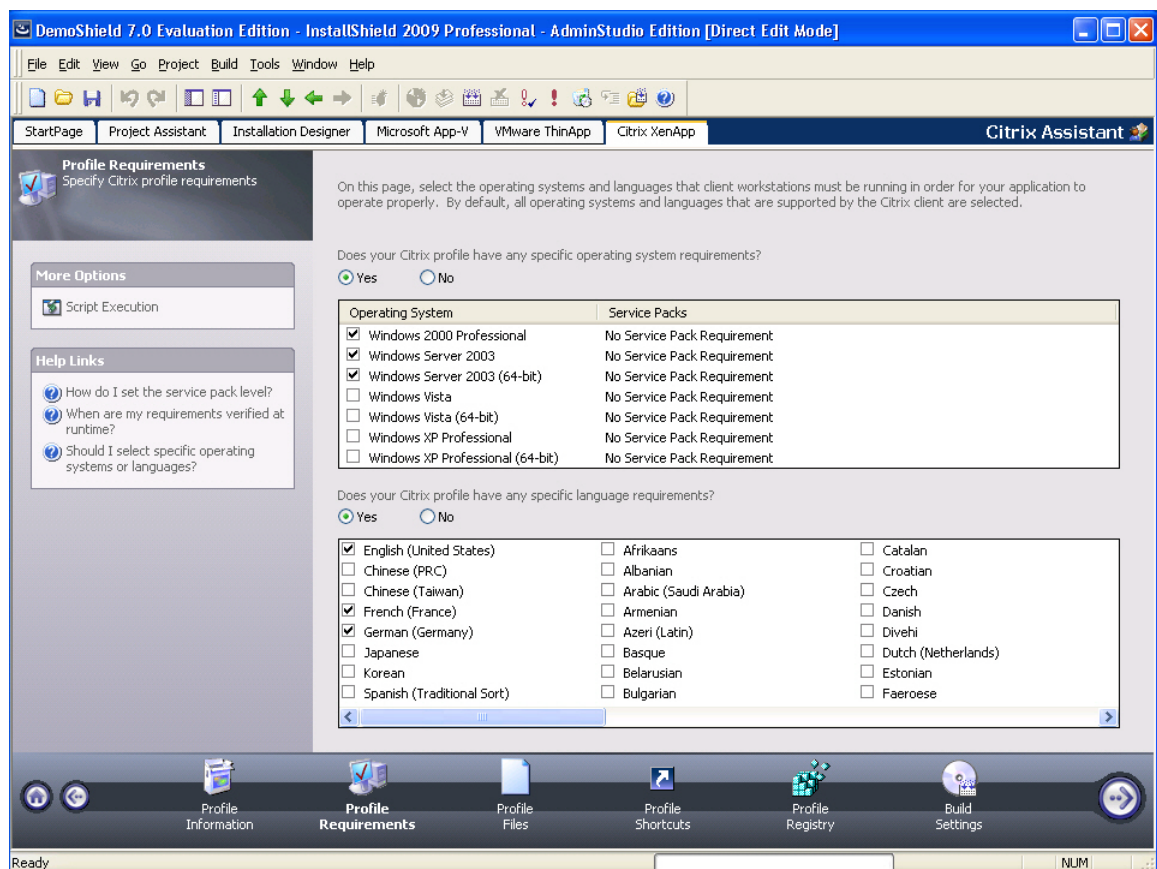 DemoShield 7.0 Evaluation Edition - InstallShield 2009 Professional - AdminStudio Edition [Direct Edit Mode]
File Edit View Go Project Build Tools Window Help
StartPage Project Assistant Installation Designer Microsoft App-V VMware ThinApp Citrix XenApp Citrix Assistant
Profile Requirements
Specify Citrix profile requirements
More Options
Script Execution
Help Links
How do I set the service pack level?
When are my requirements verified at
runtime?
Should I select specific operating
systems or languages?
On this page, select the operating systems and languages that client workstations must be running in order for your application to
operate properly. By default, all operating systems and languages that are supported by the Citrix client are selected.
Does your Citrix profile have any specific operating system requirements?
Yes No
Operating System Service Packs
Windows 2000 Professional No Service Pack Requirement
Windows Server 2003 No Service Pack Requirement
Windows Server 2003 (64-bit) No Service Pack Requirement
Windows Vista No Service Pack Requirement
Windows Vista (64-bit) No Service Pack Requirement
Windows XP Professional No Service Pack Requirement
Windows XP Professional (64-bit) No Service Pack Requirement
Does your Citrix profile have any specific language requirements?
Yes No
English (United States) Afrikaans Catalan
Chinese (PRC) Albanian Croatian
Chinese (Taiwan) Arabic (Saudi Arabia) Czech
French (France) Armenian Danish
German (Germany) Azeri (Latin) Divehi
Japanese Basque Dutch (Netherlands)
Korean Belarusian Estonian
Spanish (Traditional Sort) Bulgarian Faeroese
Profile
Information
Profile
Requirements
Profile
Files
Profile
Shortcuts
Profile
Registry
Build
Settings
Ready NUM